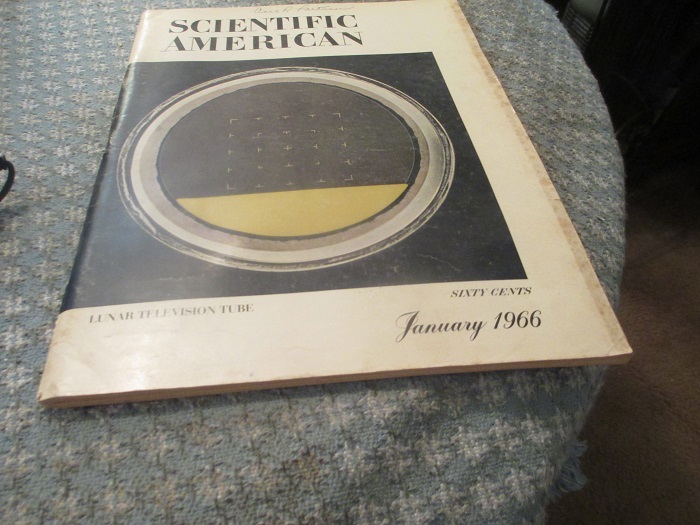 SCIENTIFIC
AMERICAN
LUNAR TELEVISION TUBE
SIXTY CENTS
January 1966